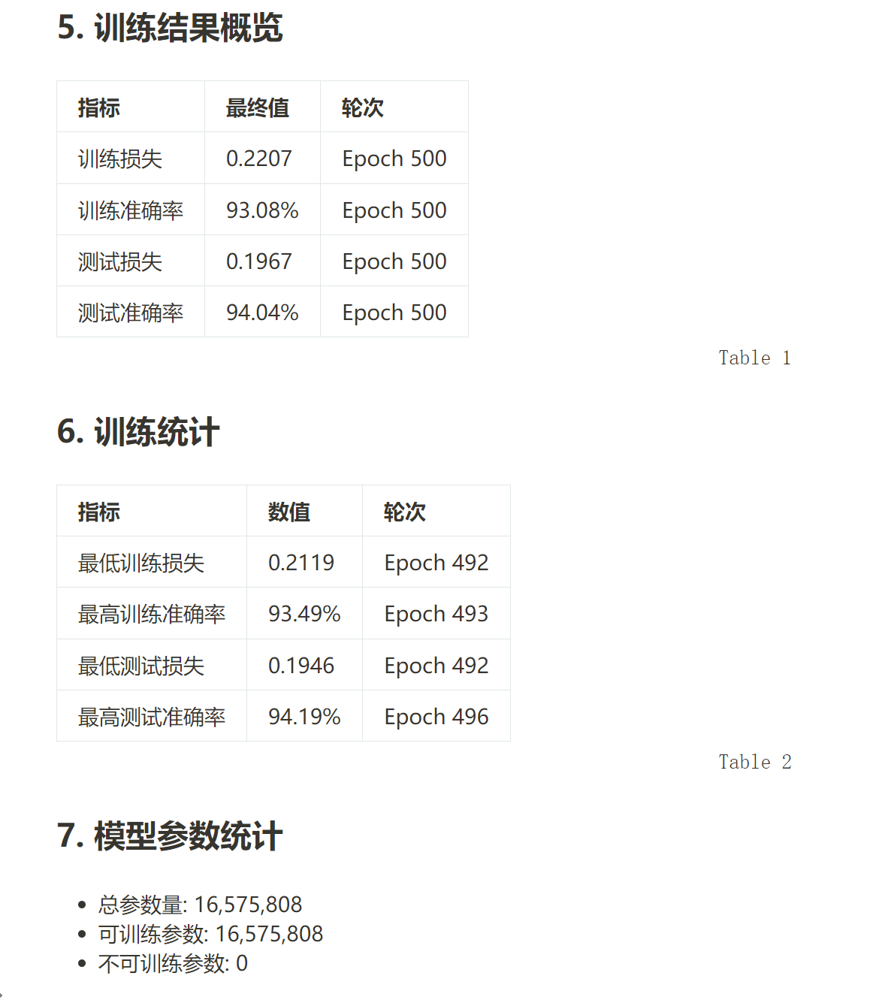 5. 训练结果概览
指标 最终值 轮次
训练损失 0.2207 Epoch 500
训练准确率 93.08% Epoch 500
测试损失 0.1967 Epoch 500
测试准确率 94.04% Epoch 500
Table 1
6. 训练统计
指标 数值 轮次
最低训练损失 0.2119 Epoch 492
最高训练准确率 93.49% Epoch 493
最低测试损失 0.1946 Epoch 492
最高测试准确率 94.19% Epoch 496
Table 2
7. 模型参数统计
• 总参数量: 16,575,808
• 可训练参数: 16,575,808
• 不可训练参数: 0